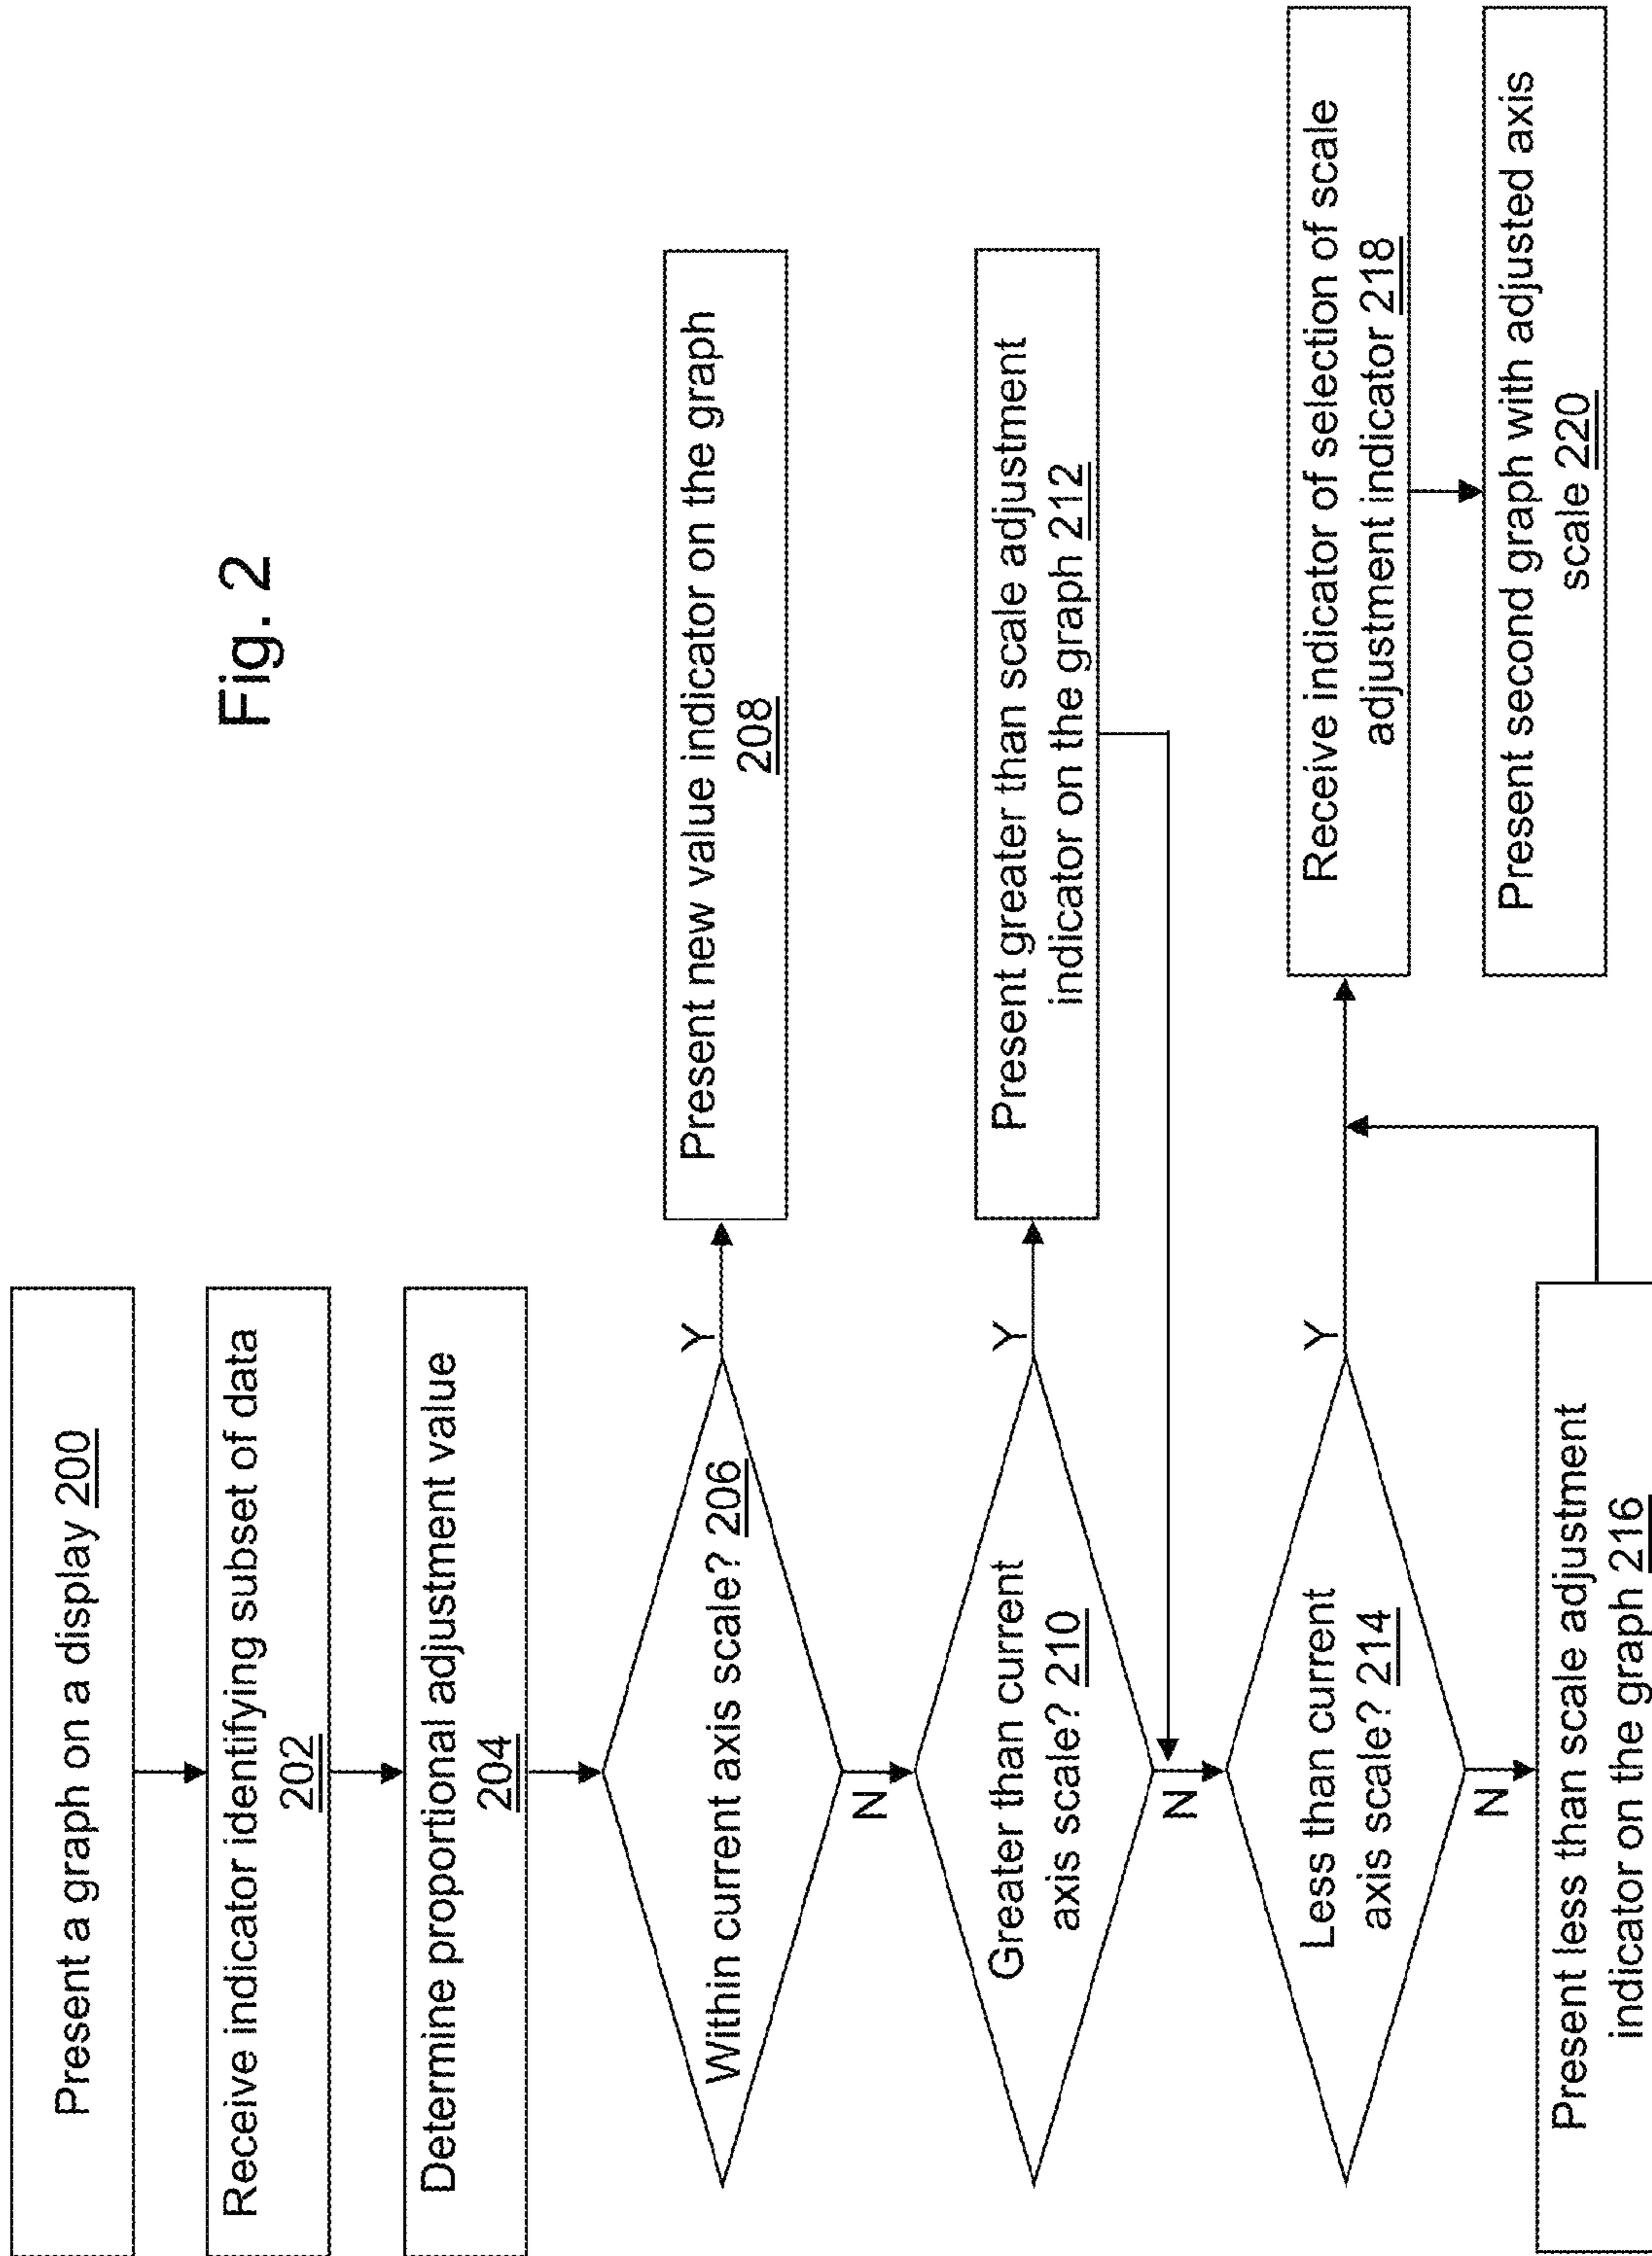 Fig. 2
Present a graph on a display 200
Receive indicator identifying subset of data
202
Determine proportional adjustment value
204
Within current axis scale? 206
Y
N
Present new value indicator on the graph
208
Greater than current
axis scale? 210
Y
N
Present greater than scale adjustment
indicator on the graph 212
Less than current
axis scale? 214
Y
N
Receive indicator of selection of scale
adjustment indicator 218
Present second graph with adjusted axis
scale 220
Present less than scale adjustment
indicator on the graph 216